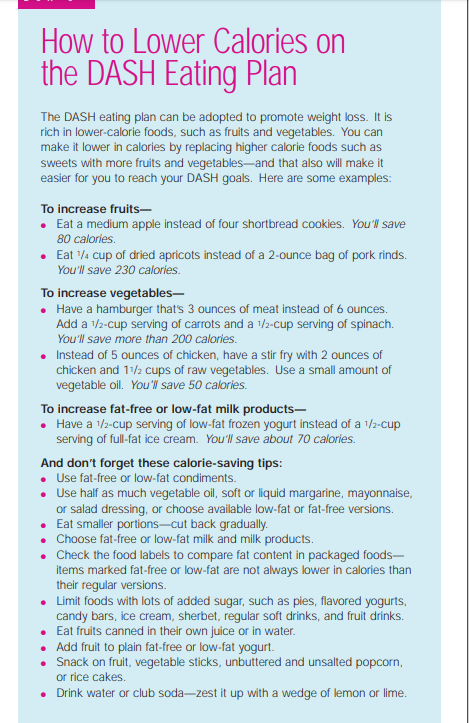 How to Lower Calories on
the DASH Eating Plan
The DASH eating plan can be adopted to promote weight loss. It is
rich in lower-calorie foods, such as fruits and vegetables. You can
make it lower in calories by replacing higher calorie foods such as
sweets with more fruits and vegetables—and that also will make it
easier for you to reach your DASH goals. Here are some examples:
To increase fruits—
• Eat a medium apple instead of four shortbread cookies. You'll save
80 calories.
• Eat 1/4 cup of dried apricots instead of a 2-ounce bag of pork rinds.
You'll save 230 calories.
To increase vegetables—
• Have a hamburger that's 3 ounces of meat instead of 6 ounces.
Add a 1/2-cup serving of carrots and a 1/2-cup serving of spinach.
You'll save more than 200 calories.
• Instead of 5 ounces of chicken, have a stir fry with 2 ounces of
chicken and 11/2 cups of raw vegetables. Use a small amount of
vegetable oil. You'll save 50 calories.
To increase fat-free or low-fat milk products—
• Have a 1/2-cup serving of low-fat frozen yogurt instead of a 1/2-cup
serving of full-fat ice cream. You'll save about 70 calories.
And don't forget these calorie-saving tips:
• Use fat-free or low-fat condiments.
• Use half as much vegetable oil, soft or liquid margarine, mayonnaise,
or salad dressing, or choose available low-fat or fat-free versions.
• Eat smaller portions—cut back gradually.
• Choose fat-free or low-fat milk and milk products.
• Check the food labels to compare fat content in packaged foods—
items marked fat-free or low-fat are not always lower in calories than
their regular versions.
• Limit foods with lots of added sugar, such as pies, flavored yogurts,
candy bars, ice cream, sherbet, regular soft drinks, and fruit drinks.
• Eat fruits canned in their own juice or in water.
• Add fruit to plain fat-free or low-fat yogurt.
• Snack on fruit, vegetable sticks, unbuttered and unsalted popcorn,
or rice cakes.
• Drink water or club soda—zest it up with a wedge of lemon or lime.